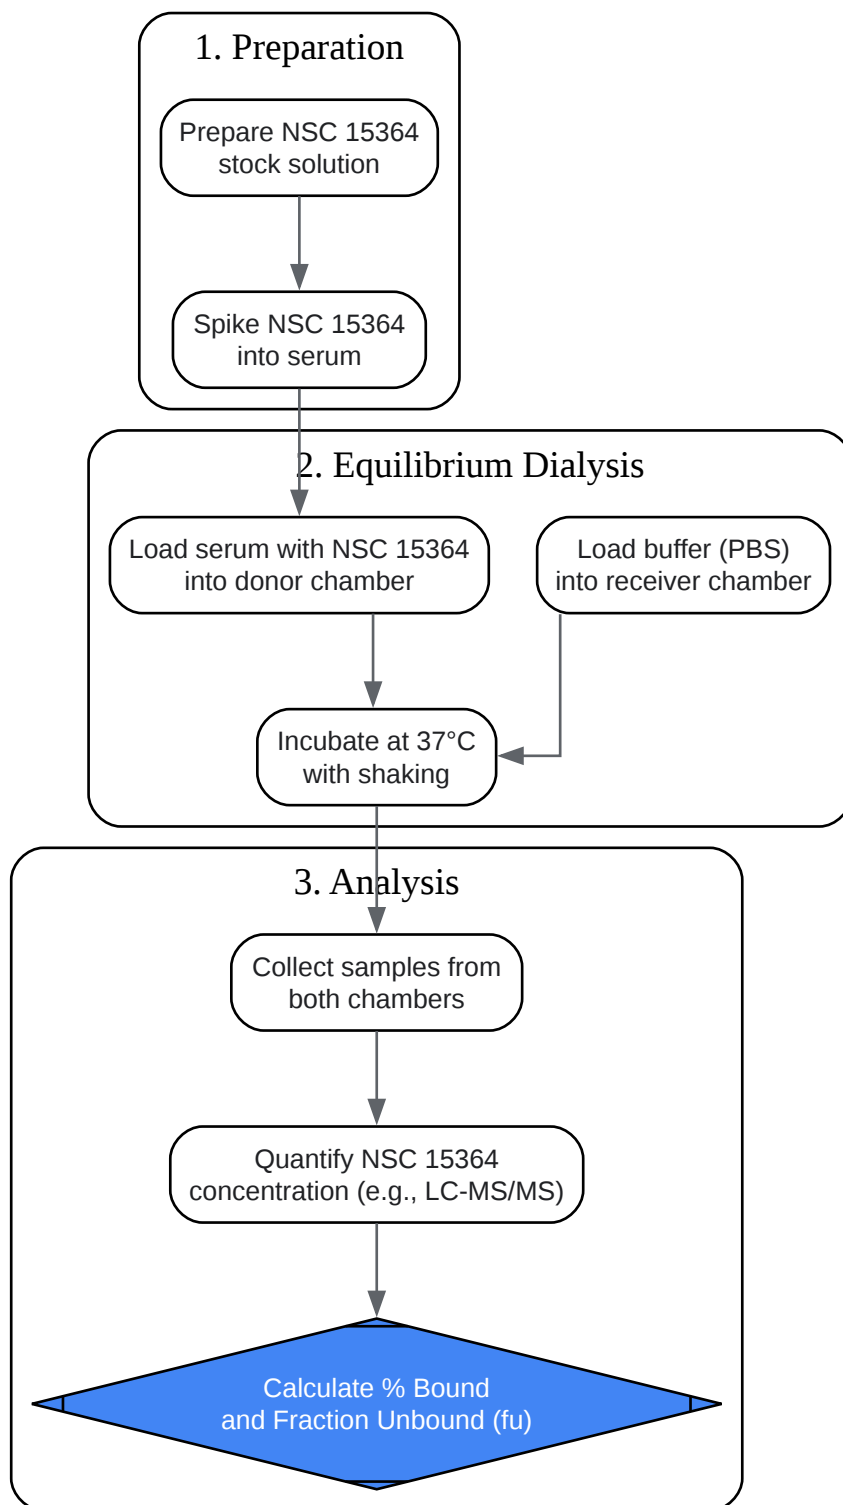 1. Preparation
Prepare NSC 15364
stock solution
Spike NSC 15364
into serum
2. Equilibrium Dialysis
Load serum with NSC 15364
into donor chamber
Load buffer (PBS)
into receiver chamber
Incubate at 37°C
with shaking
3. Analysis
Collect samples from
both chambers
Quantify NSC 15364
concentration (e.g., LC-MS/MS)
Calculate % Bound
and Fraction Unbound (fu)